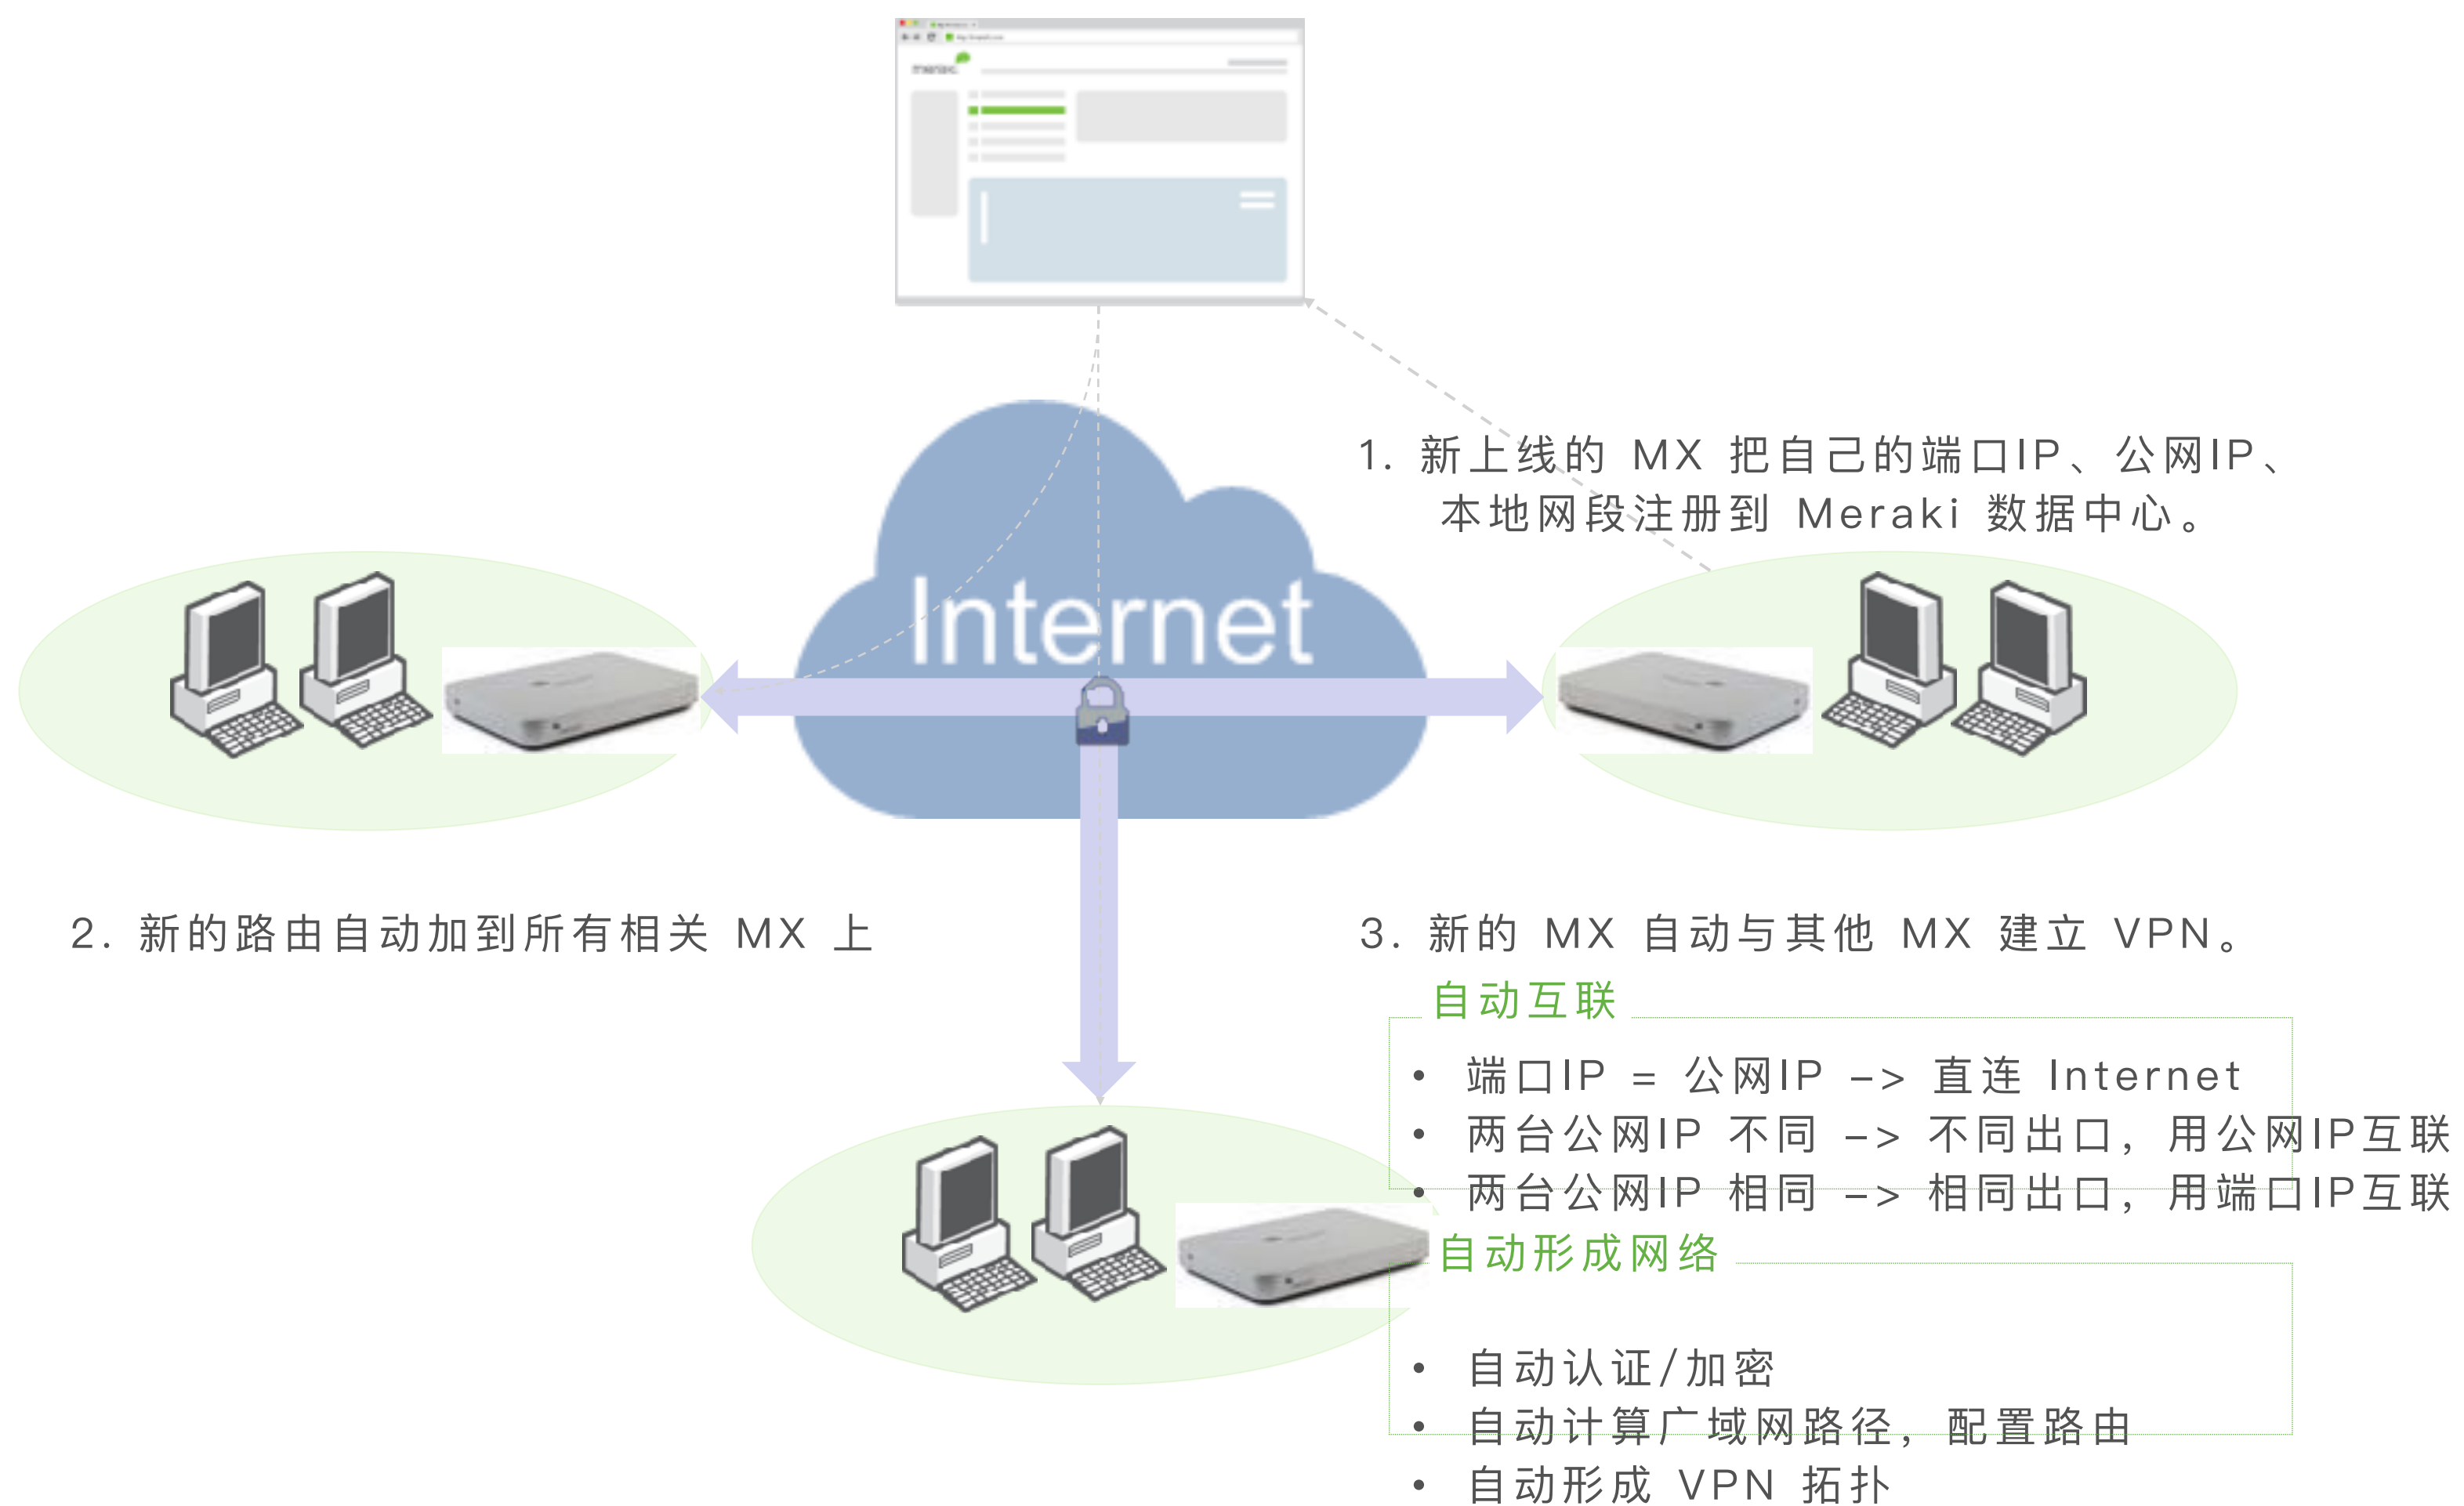 Internet
1. 新上线的 MX 把自己的端口IP、公网IP、
本地网段注册到 Meraki 数据中心。
2. 新的路由自动加到所有相关 MX 上
3. 新的 MX 自动与其他 MX 建立 VPN。
自动互联
• 端口IP = 公网IP –> 直连 Internet
• 两台公网IP 不同 –> 不同出口，用公网IP互联
• 两台公网IP 相同 –> 相同出口，用端口IP互联
自动形成网络
• 自动认证/加密
• 自动计算广域网路径，配置路由
• 自动形成 VPN 拓扑